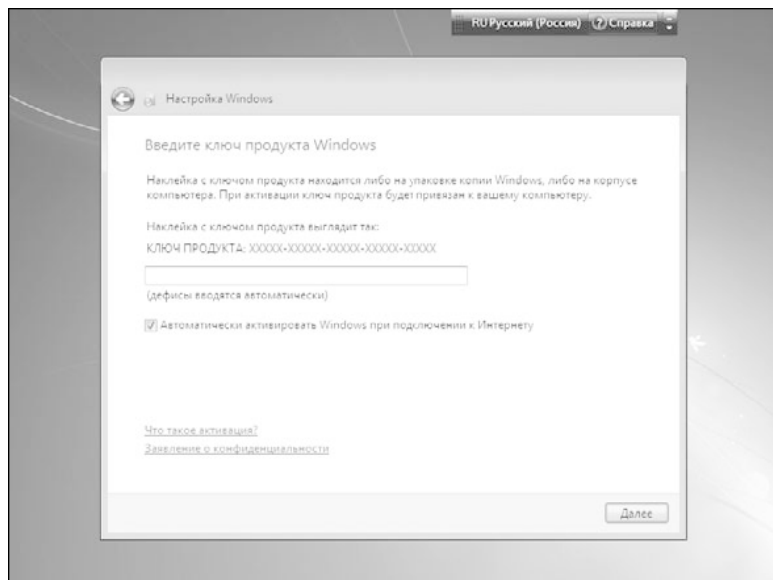 RU Русский (Россия) Справка
Настройка Windows
Введите ключ продукта Windows
Наклейка с ключом продукта находится либо на упаковке копии Windows, либо на корпусе
компьютера. При активации ключ продукта будет привязан к вашему компьютеру.
Наклейка с ключом продукта выглядит так:
КЛЮЧ ПРОДУКТА: XXXXX-XXXXX-XXXXX-XXXXX-XXXXX
(дефисы вводятся автоматически)
Автоматически активировать Windows при подключении к Интернету
Что такое активация?
Заявление о конфиденциальности
Далее